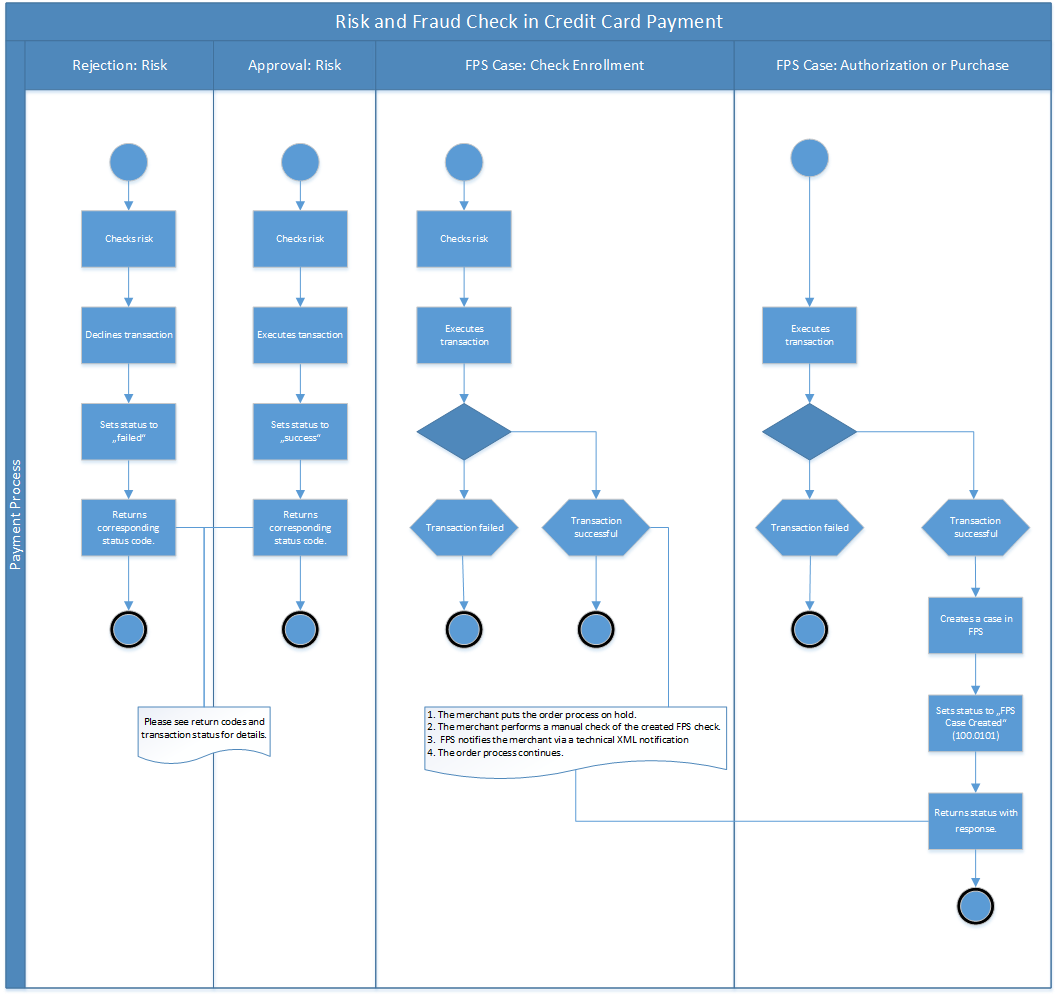 Risk and Fraud Check in Credit Card Payment
Payment Process
Rejection: Risk
Approval: Risk
FPS Case: Check Enrollment
FPS Case: Authorization or Purchase
Checks risk
Declines transaction
Sets status to
„failed“
Returns
corresponding
status code.
Checks risk
Executes tansaction
Sets status to
„success“
Returns
corresponding
status code.
Please see return codes and
transaction status for details.
Checks risk
Executes
transaction
Transaction failed
Transaction
successful
1. The merchant puts the order process on hold.
2. The merchant performs a manual check of the created FPS check.
3. FPS notifies the merchant via a technical XML notification
4. The order process continues.
Executes
transaction
Transaction failed
Transaction
successful
Creates a case in
FPS
Sets status to „FPS
Case Created“
(100.0101)
Returns status with
response.